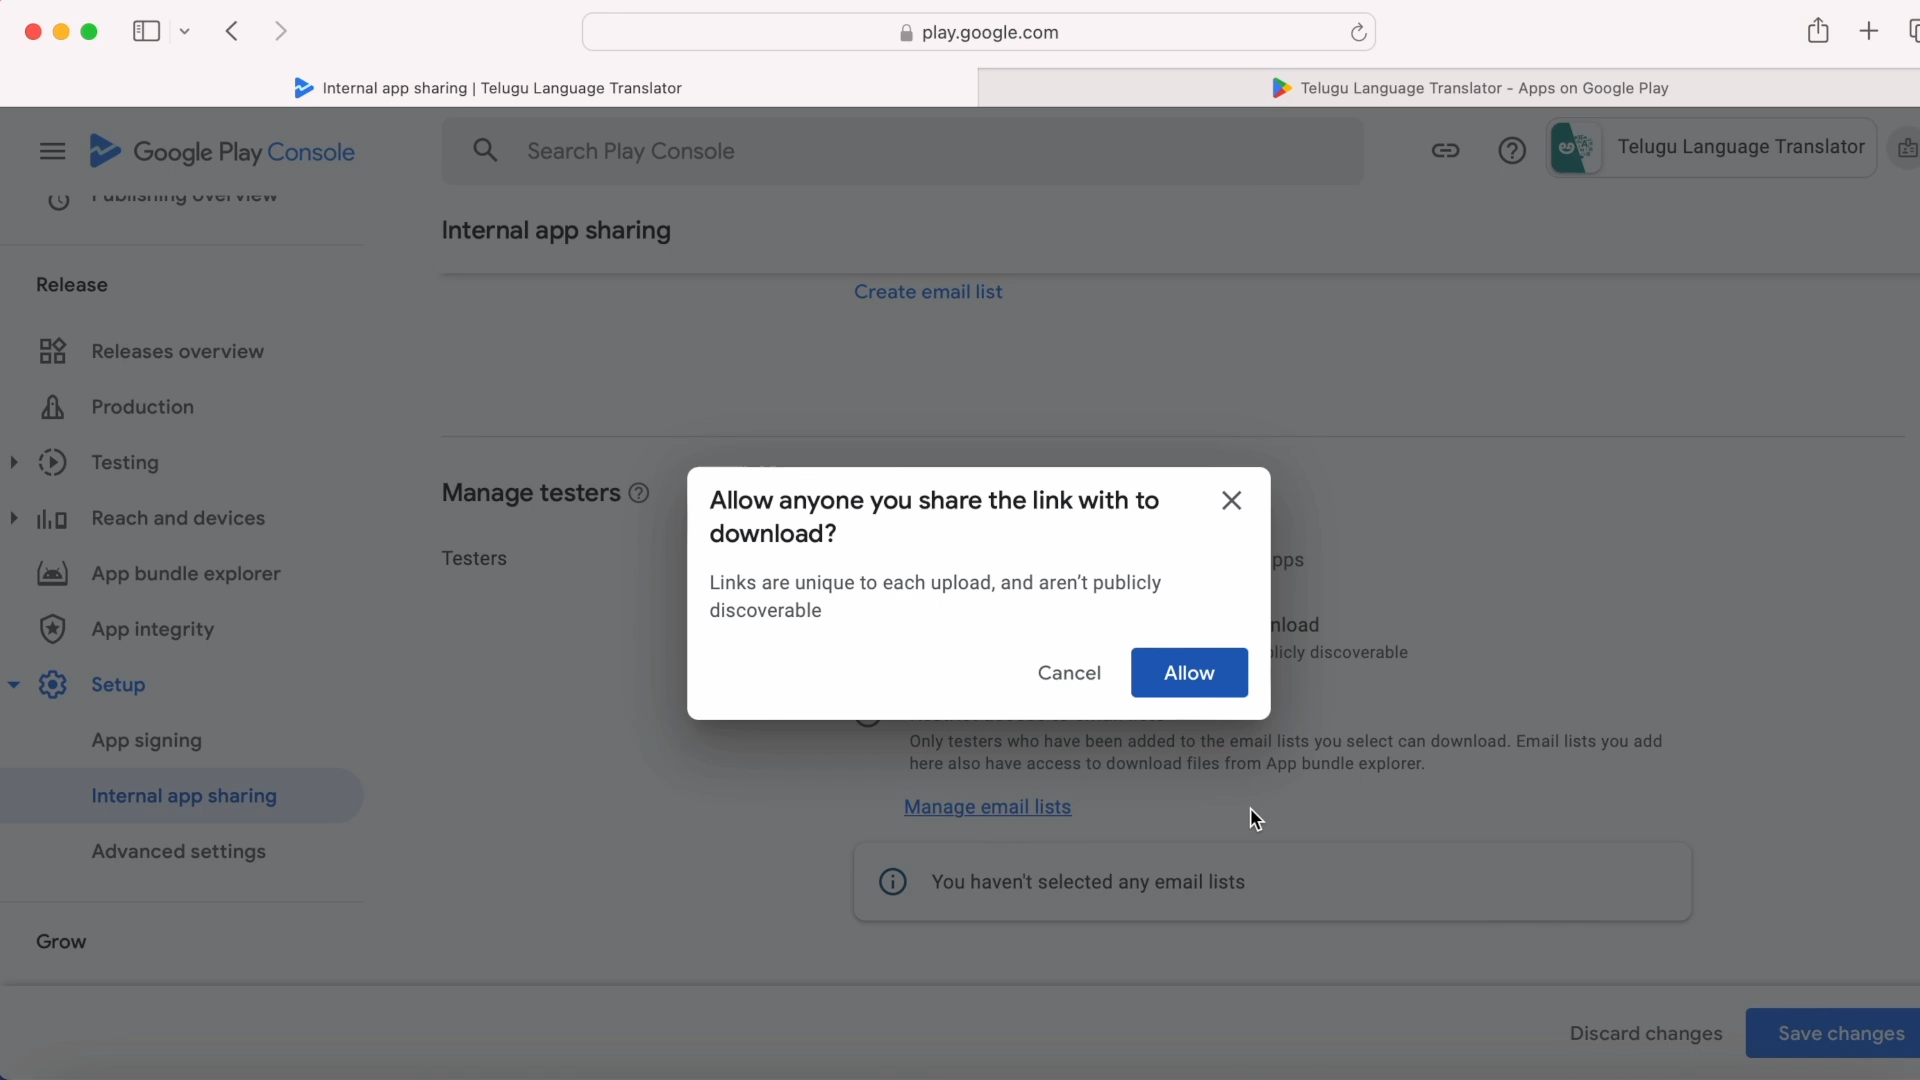 play.google.com
Internal app sharing | Telugu Language Translator
Telugu Language Translator - Apps on Google Play
Google Play Console
Search Play Console
Telugu Language Translator
Publishing overview
Internal app sharing
Release
Create email list
Releases overview
Production
Testing
Manage testers
Allow anyone you share the link with to
download?
Reach and devices
Testers
pps
Links are unique to each upload, and aren't publicly
discoverable
App bundle explorer
nload
App integrity
licly discoverable
Cancel
Allow
Setup
App signing
Only testers who have been added to the email lists you select can download. Email lists you add
here also have access to download files from App bundle explorer.
Internal app sharing
Manage email lists
Advanced settings
You haven't selected any email lists
Grow
Discard changes
Save changes